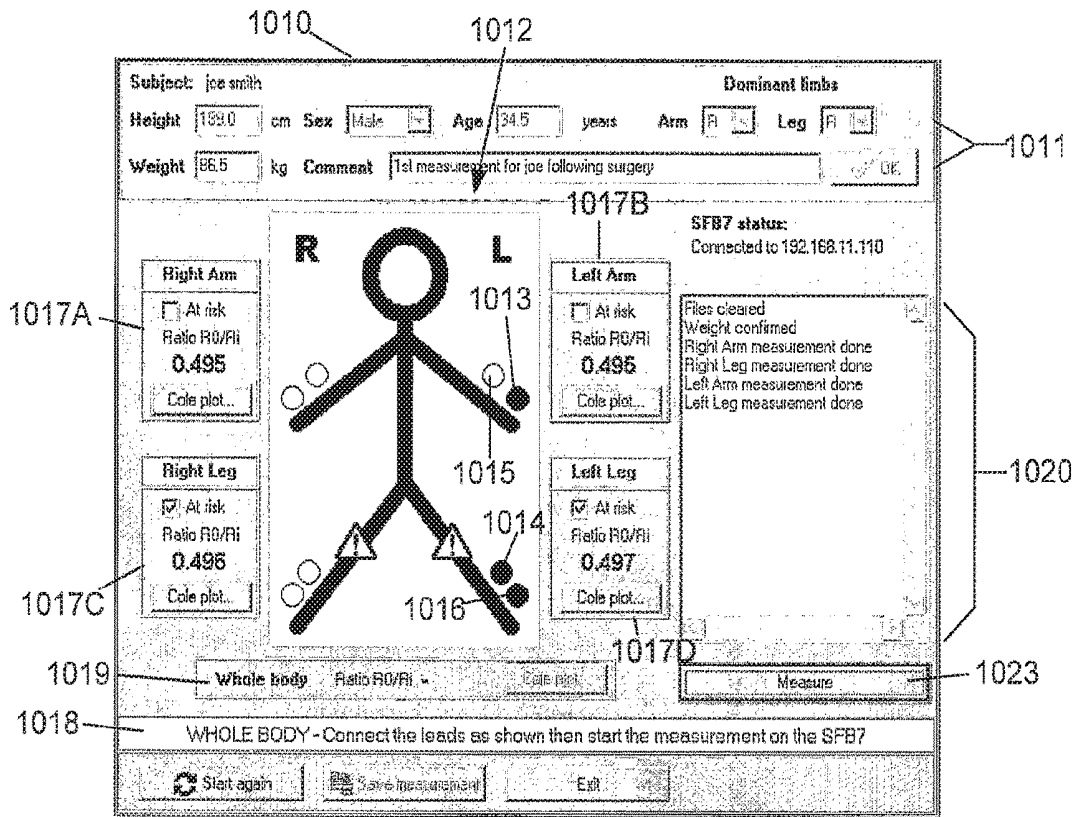 1010
1012
Subject: joe smith Dominant limbs
Height 189.0 cm Sex Male Age 34.5 years Arm R Leg R
1011
Weight 86.5 kg Comment 1st measurement for joe following surgery OK
1017B
SFB7 status:
Connected to 192.168.11.110
R L
Right Arm
At risk
Ratio R0/Ri
0.495
Cole plot...
1017A
Left Arm
At risk
Ratio R0/Ri
0.495
Cole plot...
1013
1015
Files cleared
Weight confirmed
Right Arm measurement done
Right Leg measurement done
Left Arm measurement done
Left Leg measurement done
1020
Right Leg
At risk
Ratio R0/Ri
0.496
Cole plot...
1017C
Left Leg
At risk
Ratio R0/Ri
0.497
Cole plot...
1014
1016
1017D
1019
Whole body Ratio R0/Ri - Cole plot...
Measure
1023
1018
WHOLE BODY - Connect the leads as shown then start the measurement on the SFB7
Start again Save measurement Exit